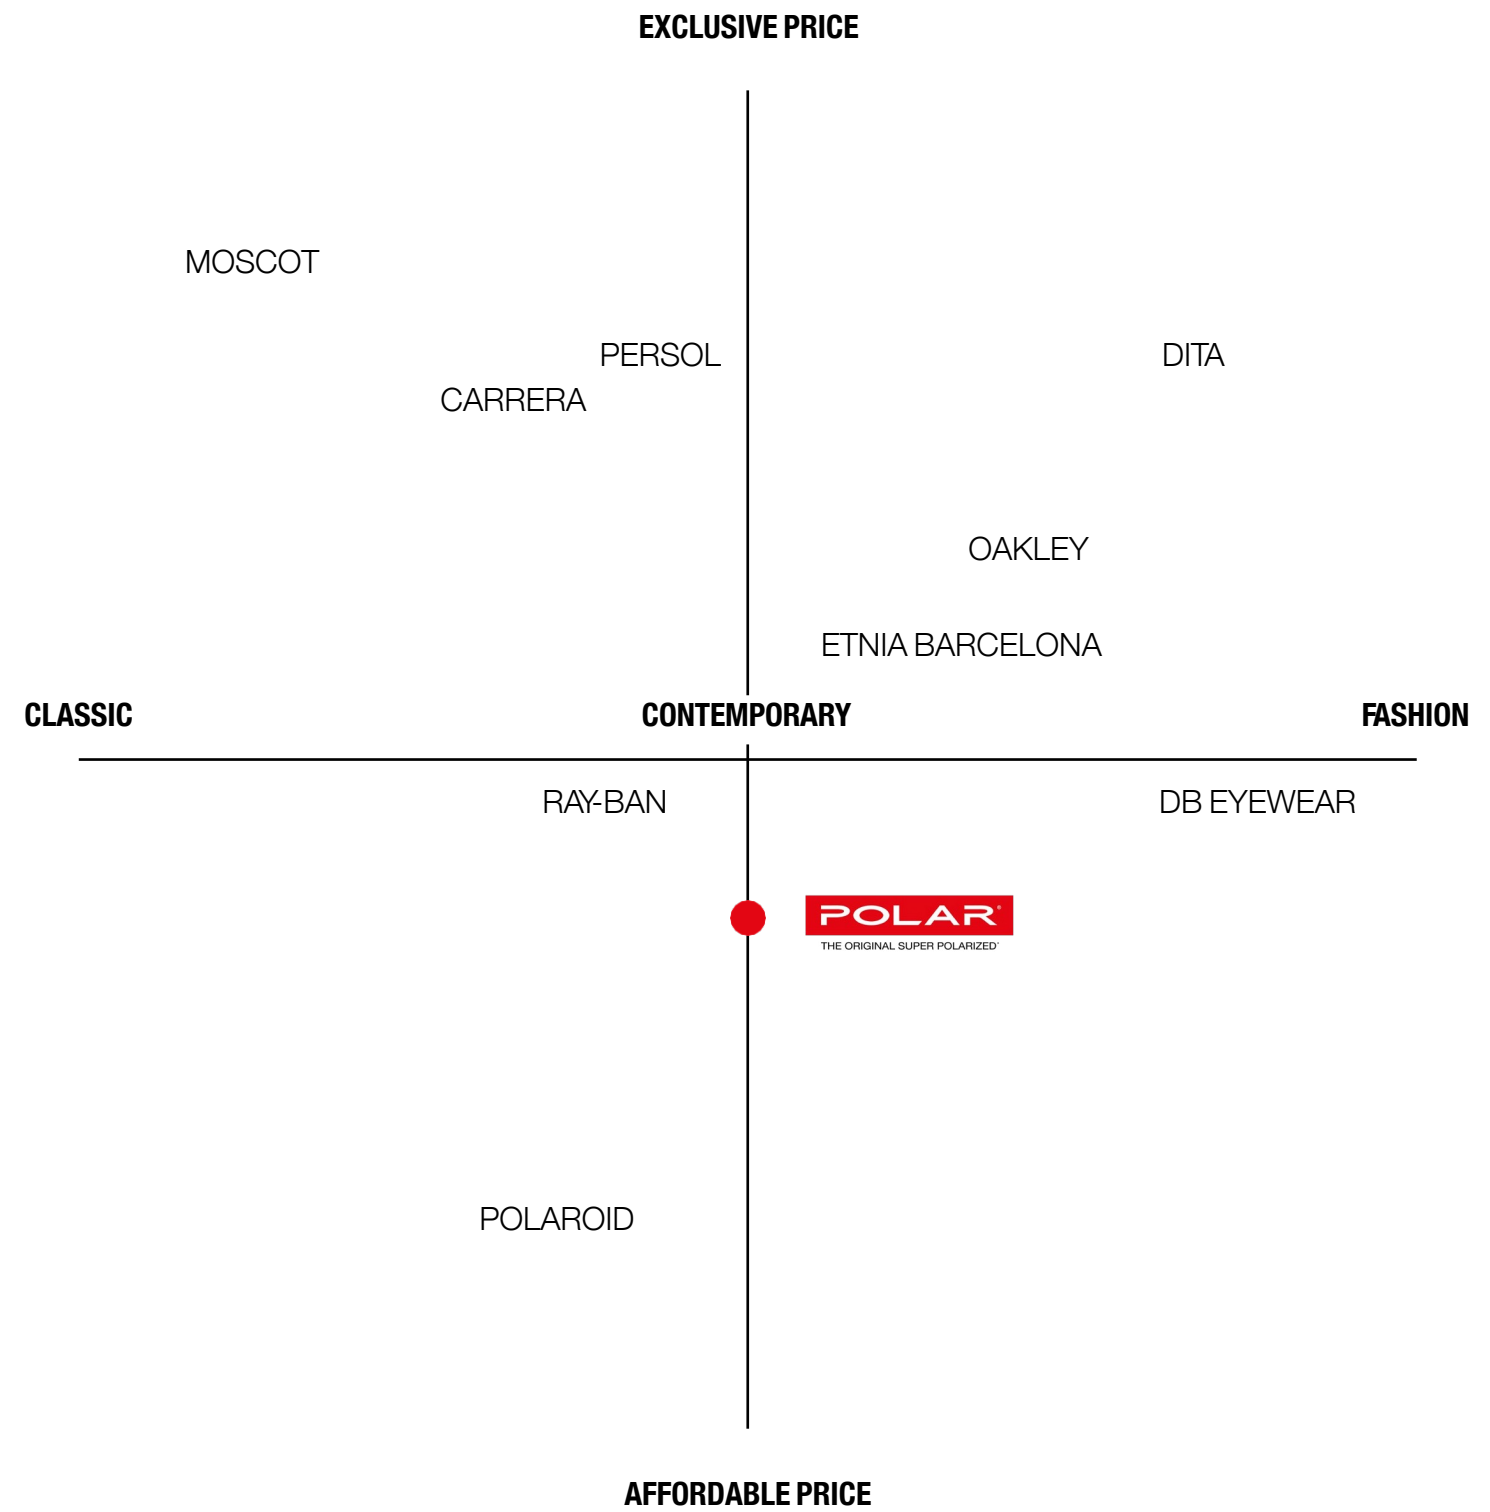 EXCLUSIVE PRICE
MOSCOT
PERSOL
DITA
CARRERA
OAKLEY
ETNIA BARCELONA
CLASSIC
CONTEMPORARY
FASHION
RAY-BAN
DB EYEWEAR
POLAR®
THE ORIGINAL SUPER POLARIZED®
POLAROID
AFFORDABLE PRICE